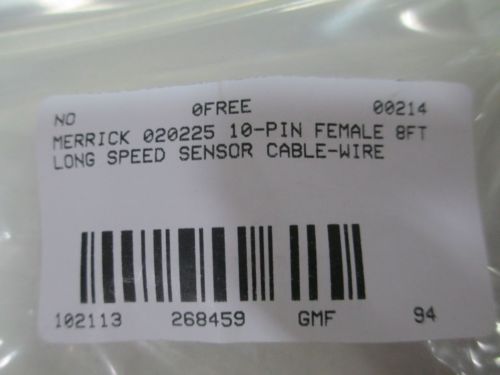 NO 0FREE 00214
MERRICK 020225 10-PIN FEMALE 8FT
LONG SPEED SENSOR CABLE-WIRE
102113 268459 GMF 94